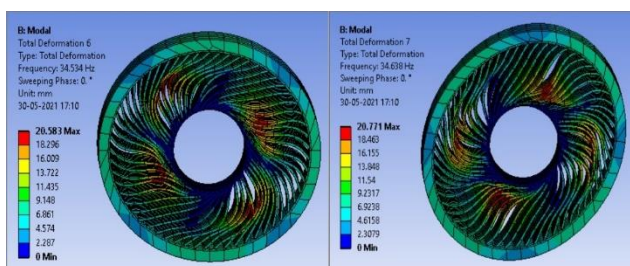 B: Modal
Total Deformation 6
Type: Total Deformation
Frequency: 34.534 Hz
Sweeping Phase: 0. °
Unit: mm
30-05-2021 17:10
20.583 Max
18.296
16.009
13.722
11.435
9.148
6.861
4.574
2.287
0 Min
B: Modal
Total Deformation 7
Type: Total Deformation
Frequency: 34.638 Hz
Sweeping Phase: 0. °
Unit: mm
30-05-2021 17:10
20.771 Max
18.463
16.155
13.848
11.54
9.2317
6.9238
4.6158
2.3079
0 Min